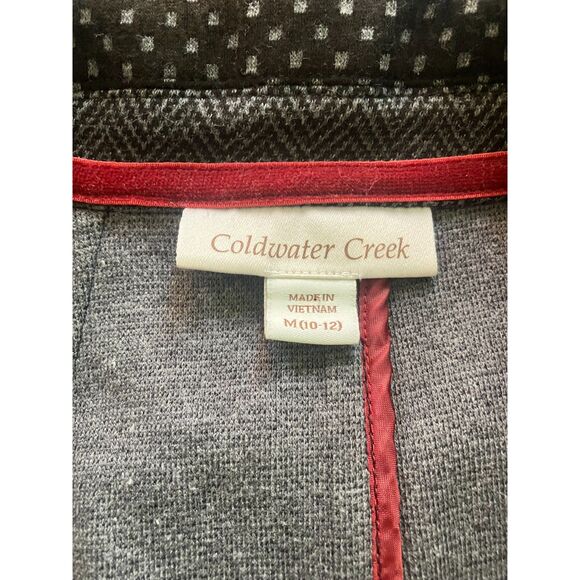 Coldwater Creek
MADE IN
VIETNAM
M(10-12)